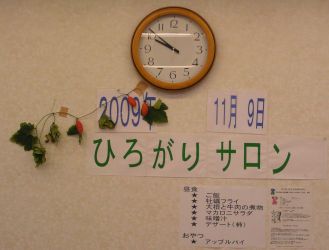 2009年 11月 9日
ひろがり サロン
昼食
★ ご飯
★ 牡蠣フライ
★ 大根と牛肉の煮物
★ マカロニサラダ
★ 味噌汁
★ デザート(柿)
おやつ
★ アップルパイ